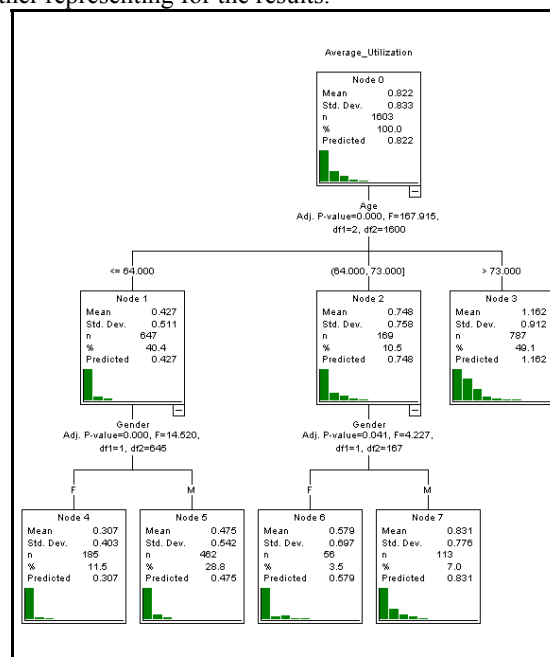 ther representing for the results.
Average_Utilization
Node 0
Mean 0.822
Std. Dev. 0.833
n 1603
% 100.0
Predicted 0.822
Age
Adj. P-value=0.000, F=167.915,
df1=2, df2=1600
<= 64.000
(64.000, 73.000]
> 73.000
Node 1
Mean 0.427
Std. Dev. 0.511
n 647
% 40.4
Predicted 0.427
Node 2
Mean 0.748
Std. Dev. 0.758
n 169
% 10.5
Predicted 0.748
Node 3
Mean 1.162
Std. Dev. 0.912
n 787
% 49.1
Predicted 1.162
Gender
Adj. P-value=0.000, F=14.520,
df1=1, df2=645
Gender
Adj. P-value=0.041, F=4.227,
df1=1, df2=167
F
M
F
M
Node 4
Mean 0.307
Std. Dev. 0.403
n 185
% 11.5
Predicted 0.307
Node 5
Mean 0.475
Std. Dev. 0.542
n 462
% 28.8
Predicted 0.475
Node 6
Mean 0.579
Std. Dev. 0.697
n 56
% 3.5
Predicted 0.579
Node 7
Mean 0.831
Std. Dev. 0.776
n 113
% 7.0
Predicted 0.831